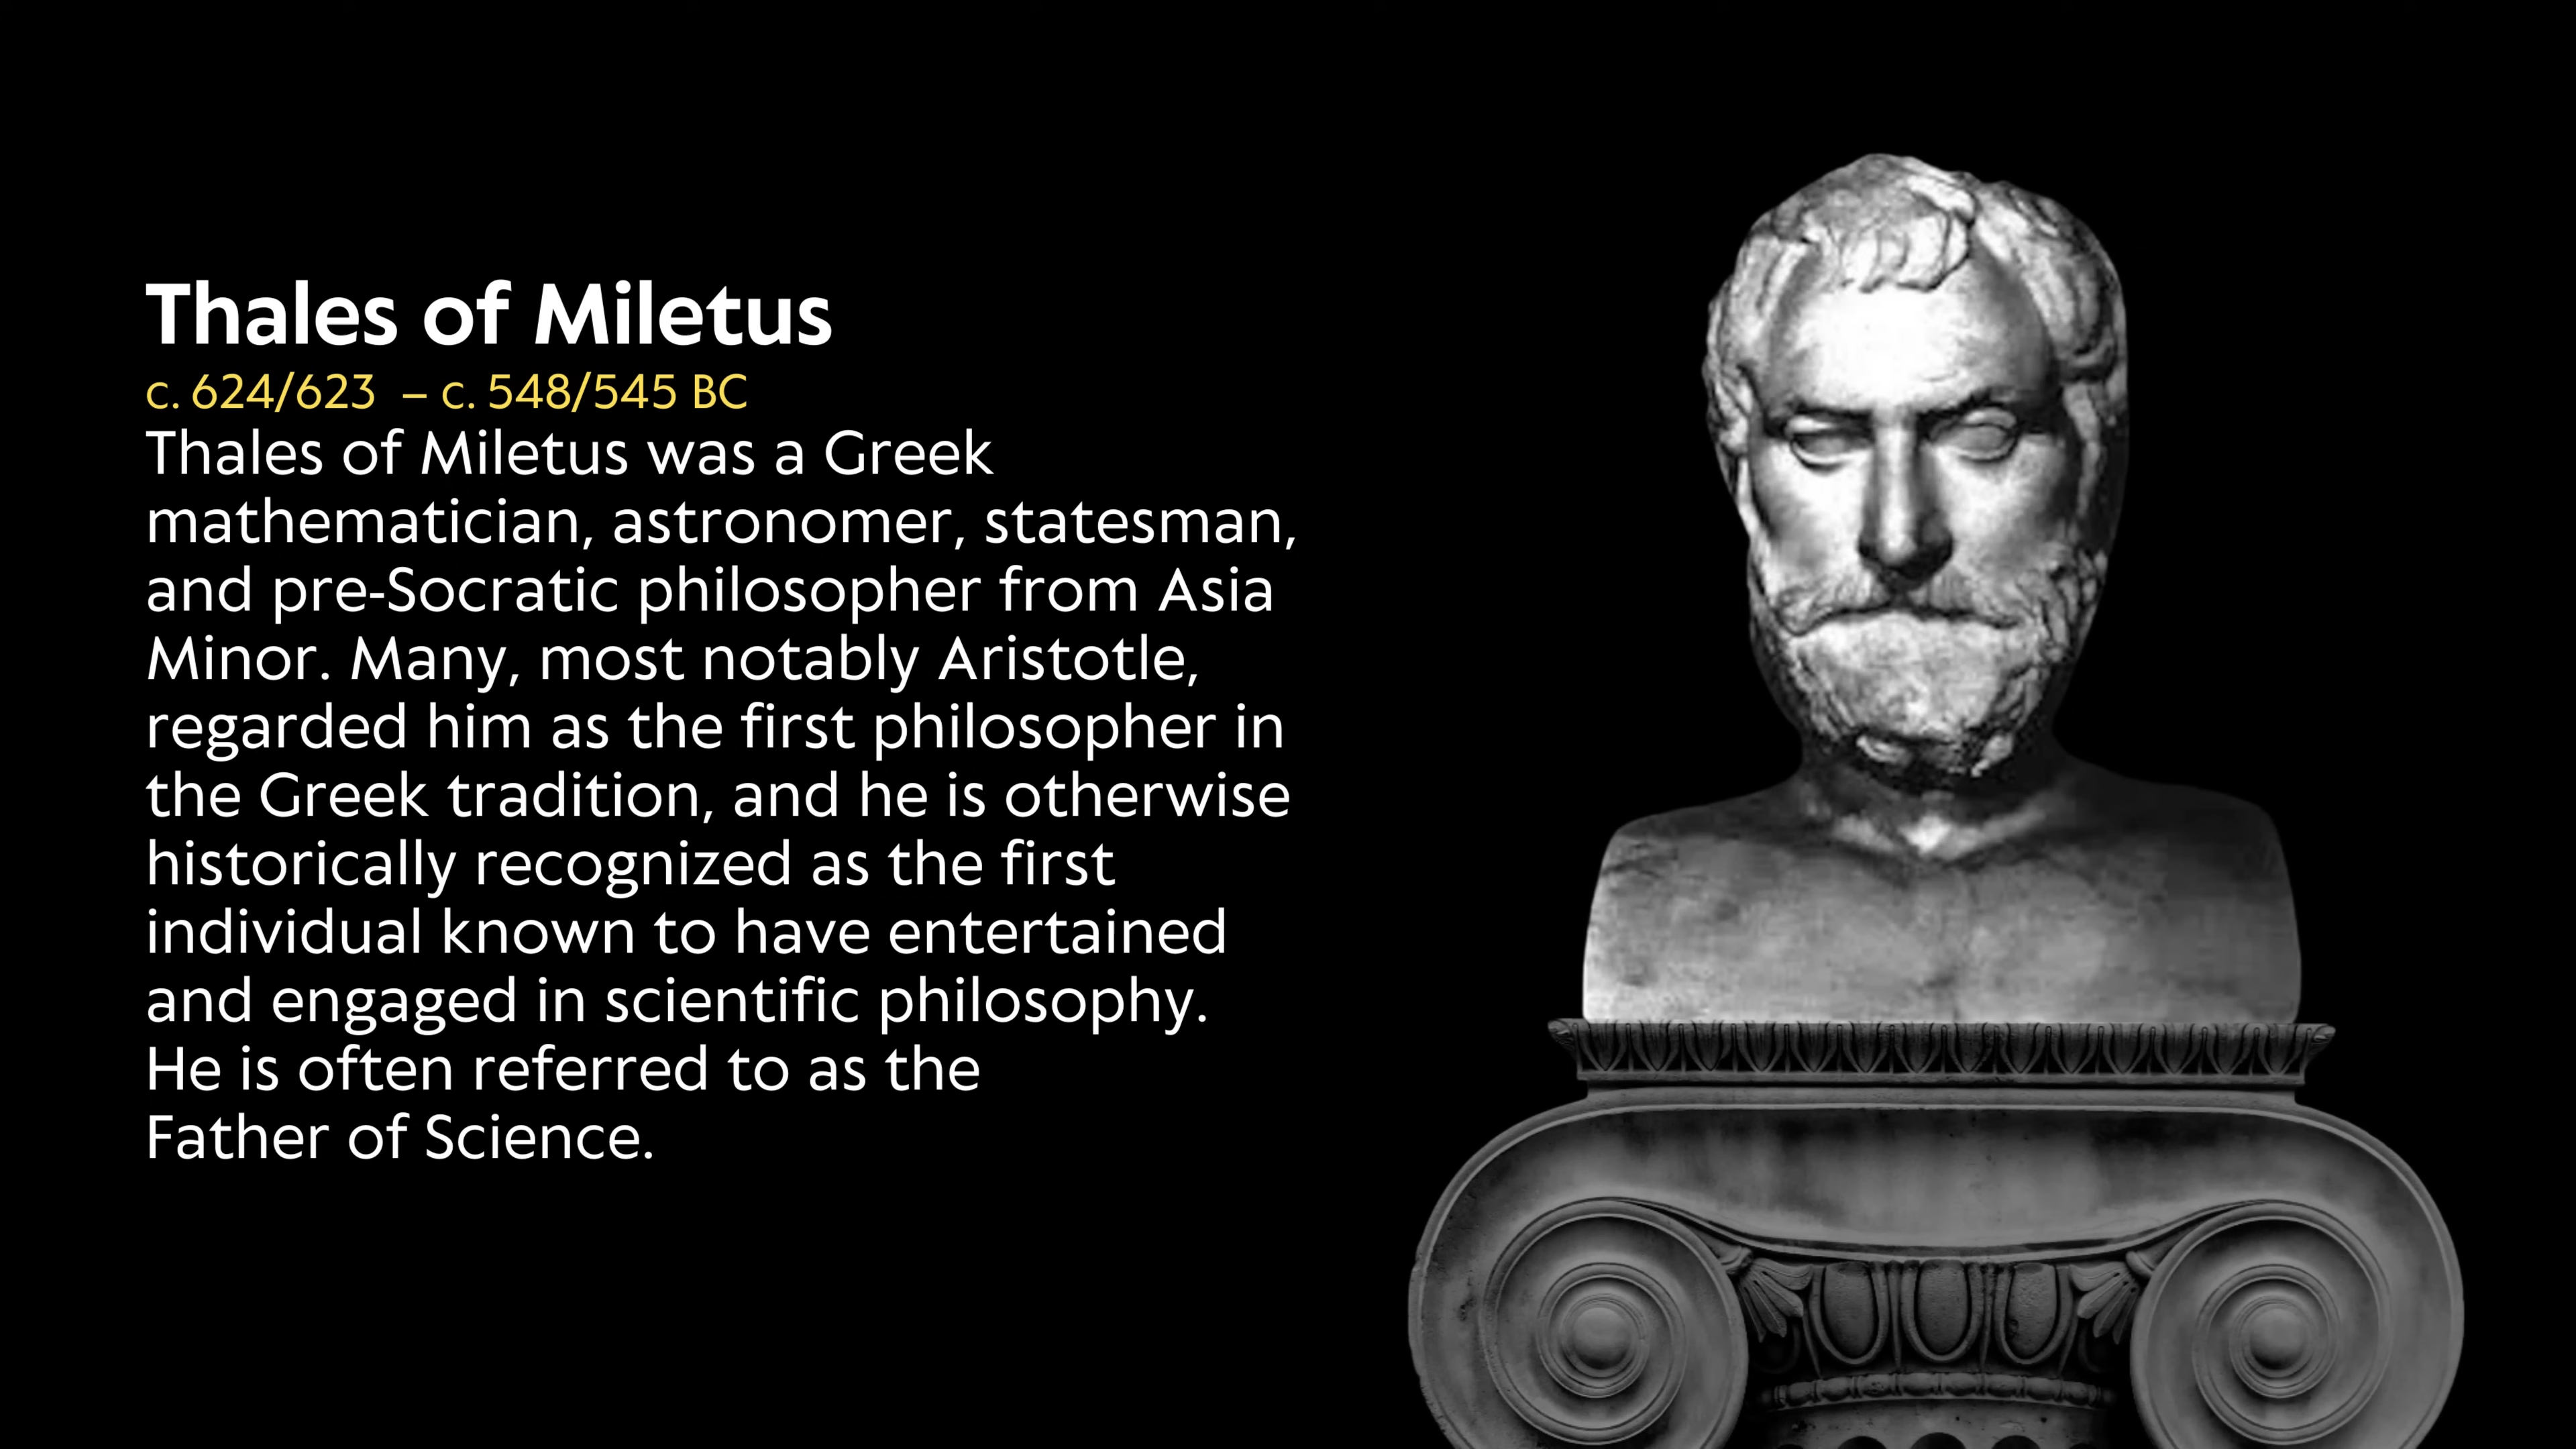 Thales of Miletus
c. 624/623 – c. 548/545 BC
Thales of Miletus was a Greek
mathematician, astronomer, statesman,
and pre-Socratic philosopher from Asia
Minor. Many, most notably Aristotle,
regarded him as the first philosopher in
the Greek tradition, and he is otherwise
historically recognized as the first
individual known to have entertained
and engaged in scientific philosophy.
He is often referred to as the
Father of Science.